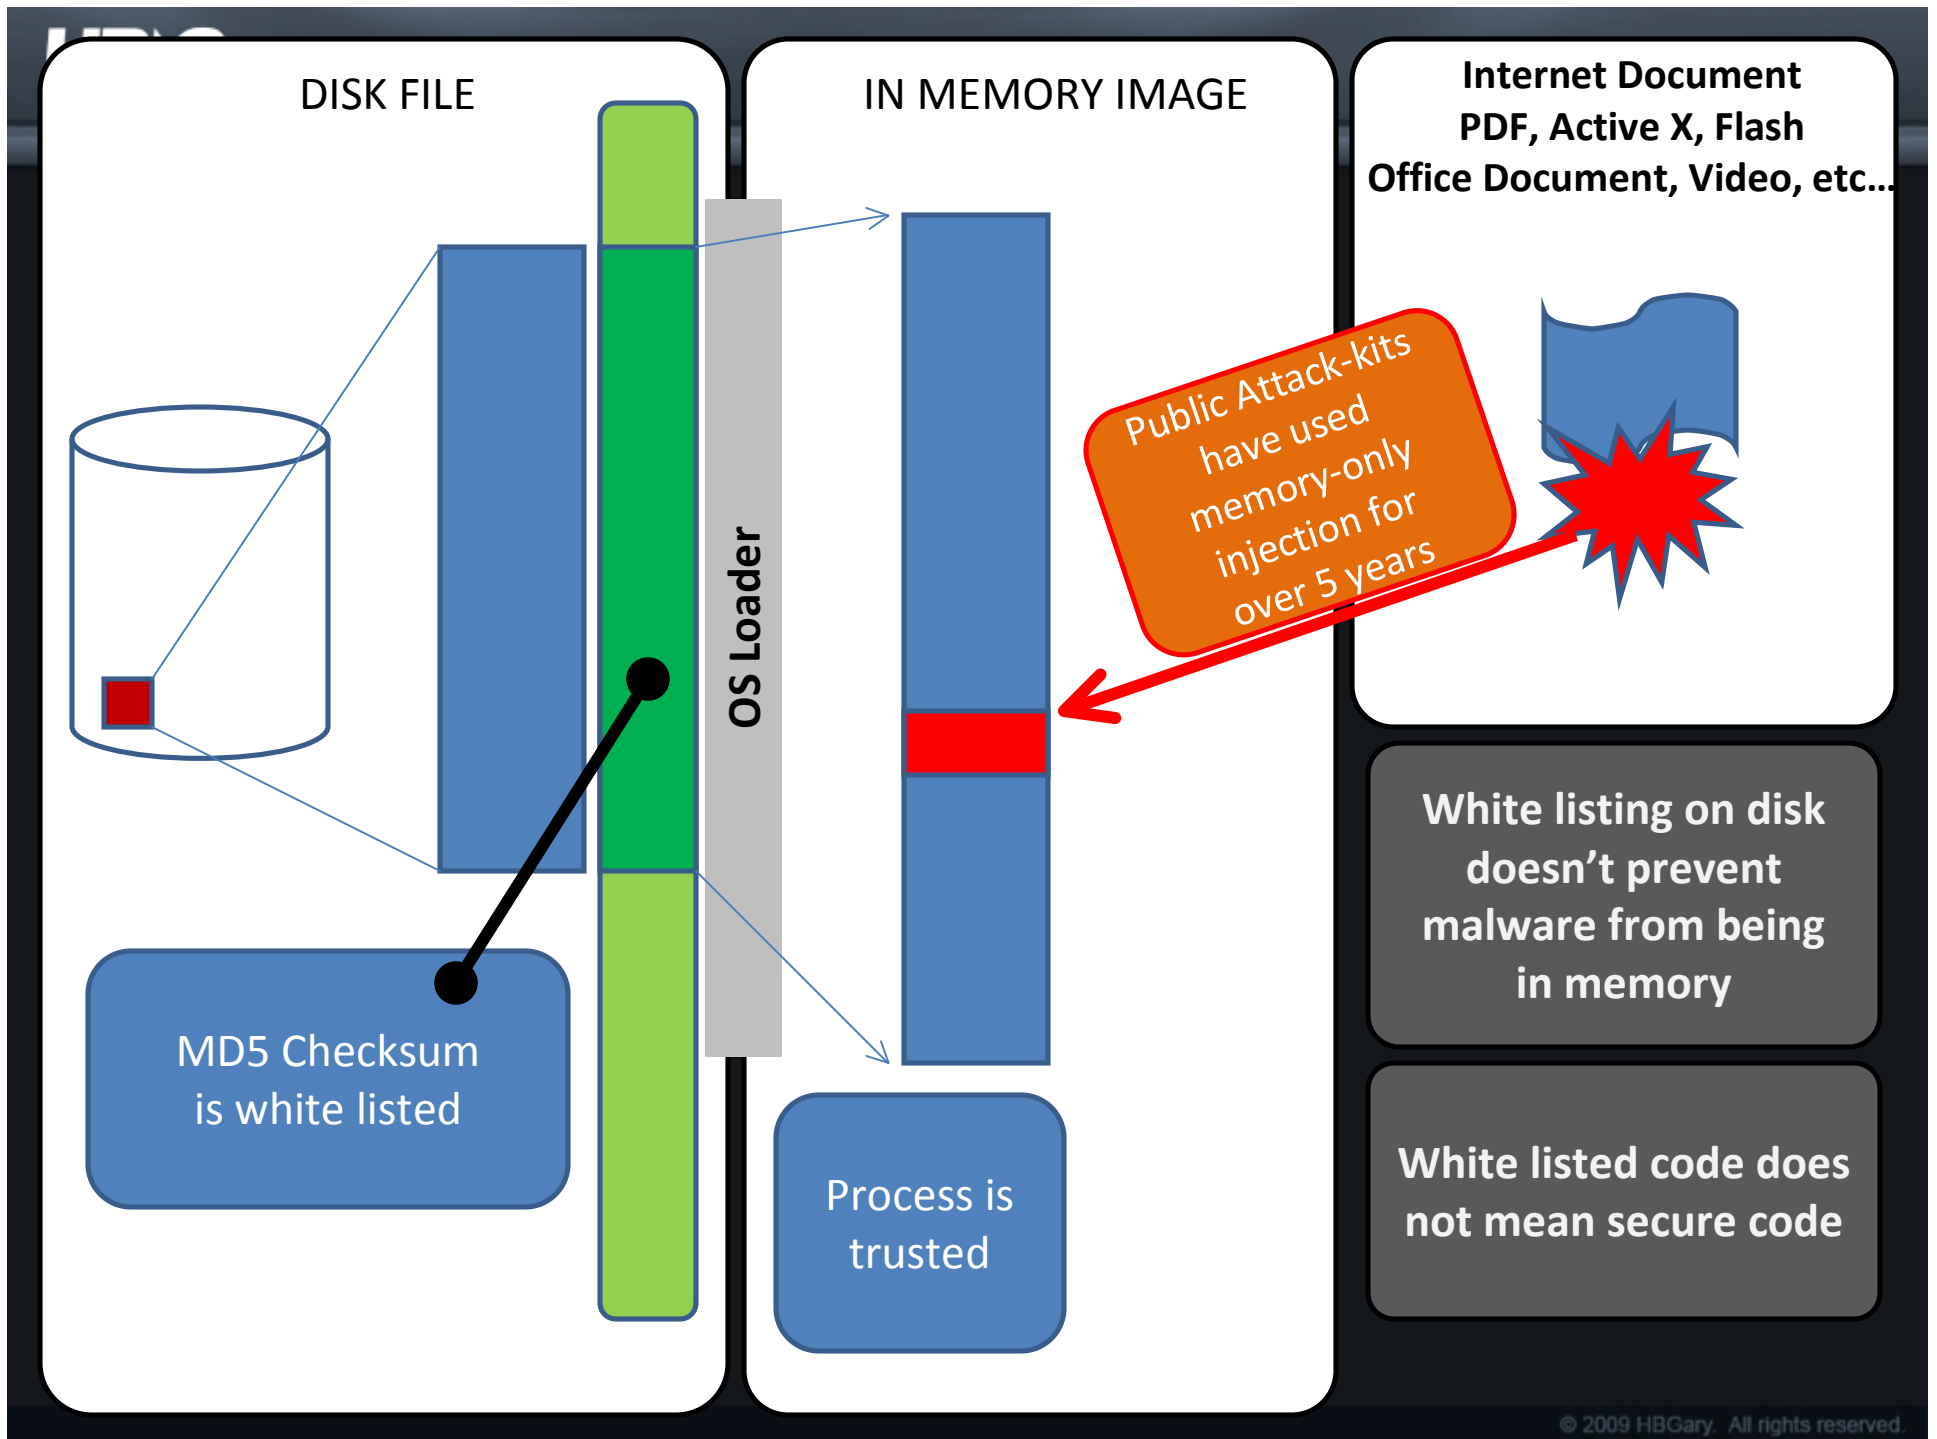 DISK FILE
IN MEMORY IMAGE
Internet Document
PDF, Active X, Flash
Office Document, Video, etc...
Public Attack-kits
have used
memory-only
injection for
over 5 years
OS Loader
White listing on disk
doesn’t prevent
malware from being
in memory
MD5 Checksum
is white listed
Process is
trusted
White listed code does
not mean secure code
© 2009 HBGary. All rights reserved.